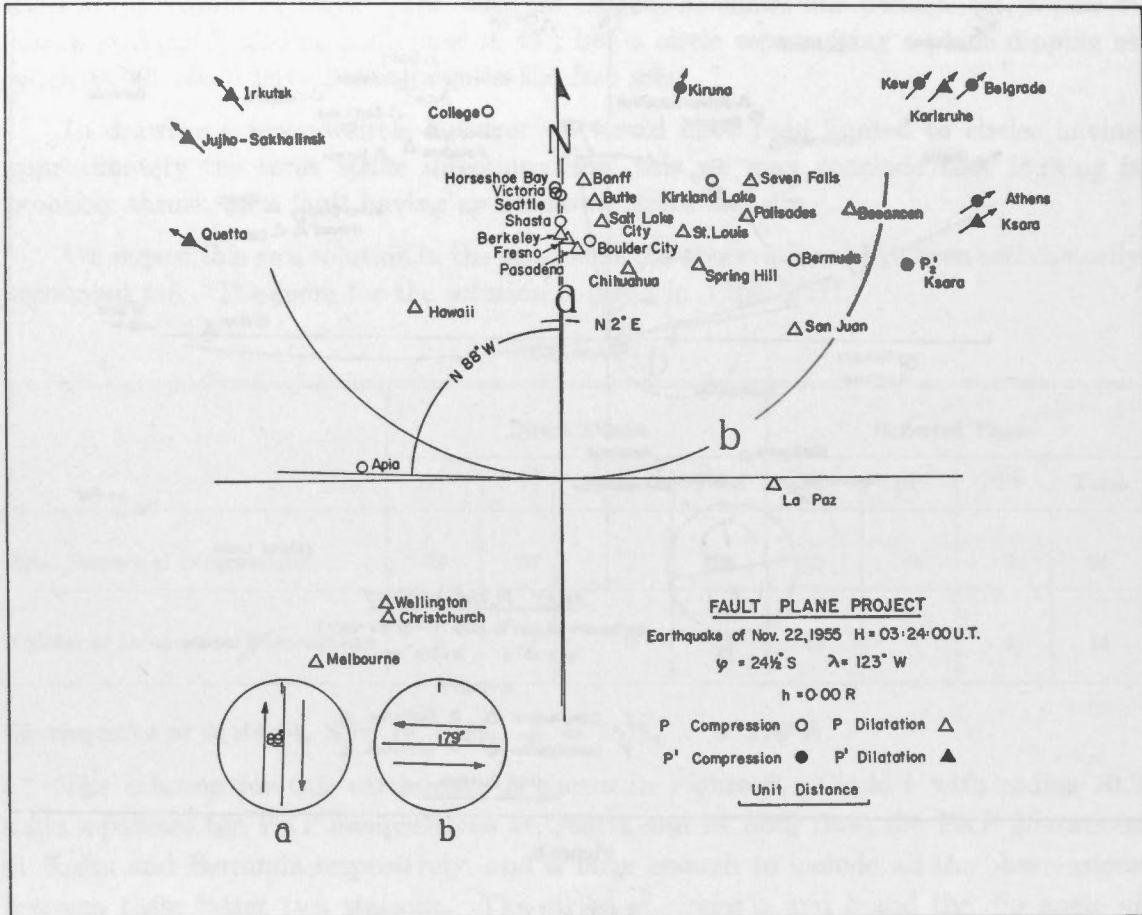 Irkutsk
College
Kiruna
Kew
Belgrade
Karlsruhe
Jujho-Sakhalinsk
N
Horseshoe Bay
Banff
Seven Falls
Victoria
Butte
Kirkland Lake
Seattle
Shasta
Salt Lake City
Palisades
Athens
Berkeley
St. Louis
Ksara
Quetta
Fresno
Boulder City
Pasadena
Chihuahua
Spring Hill
Bermuda
P'2
Ksara
a
Hawaii
N 2° E
San Juan
N 88° W
b
Apia
La Paz
Wellington
Christchurch
Melbourne
FAULT PLANE PROJECT
Earthquake of Nov. 22, 1955 H = 03:24:00 U.T.
φ = 24½° S λ = 123° W
h = 0·00 R
P Compression ○ P Dilatation △
P' Compression ● P' Dilatation ▲
Unit Distance
88°
179°
a
b